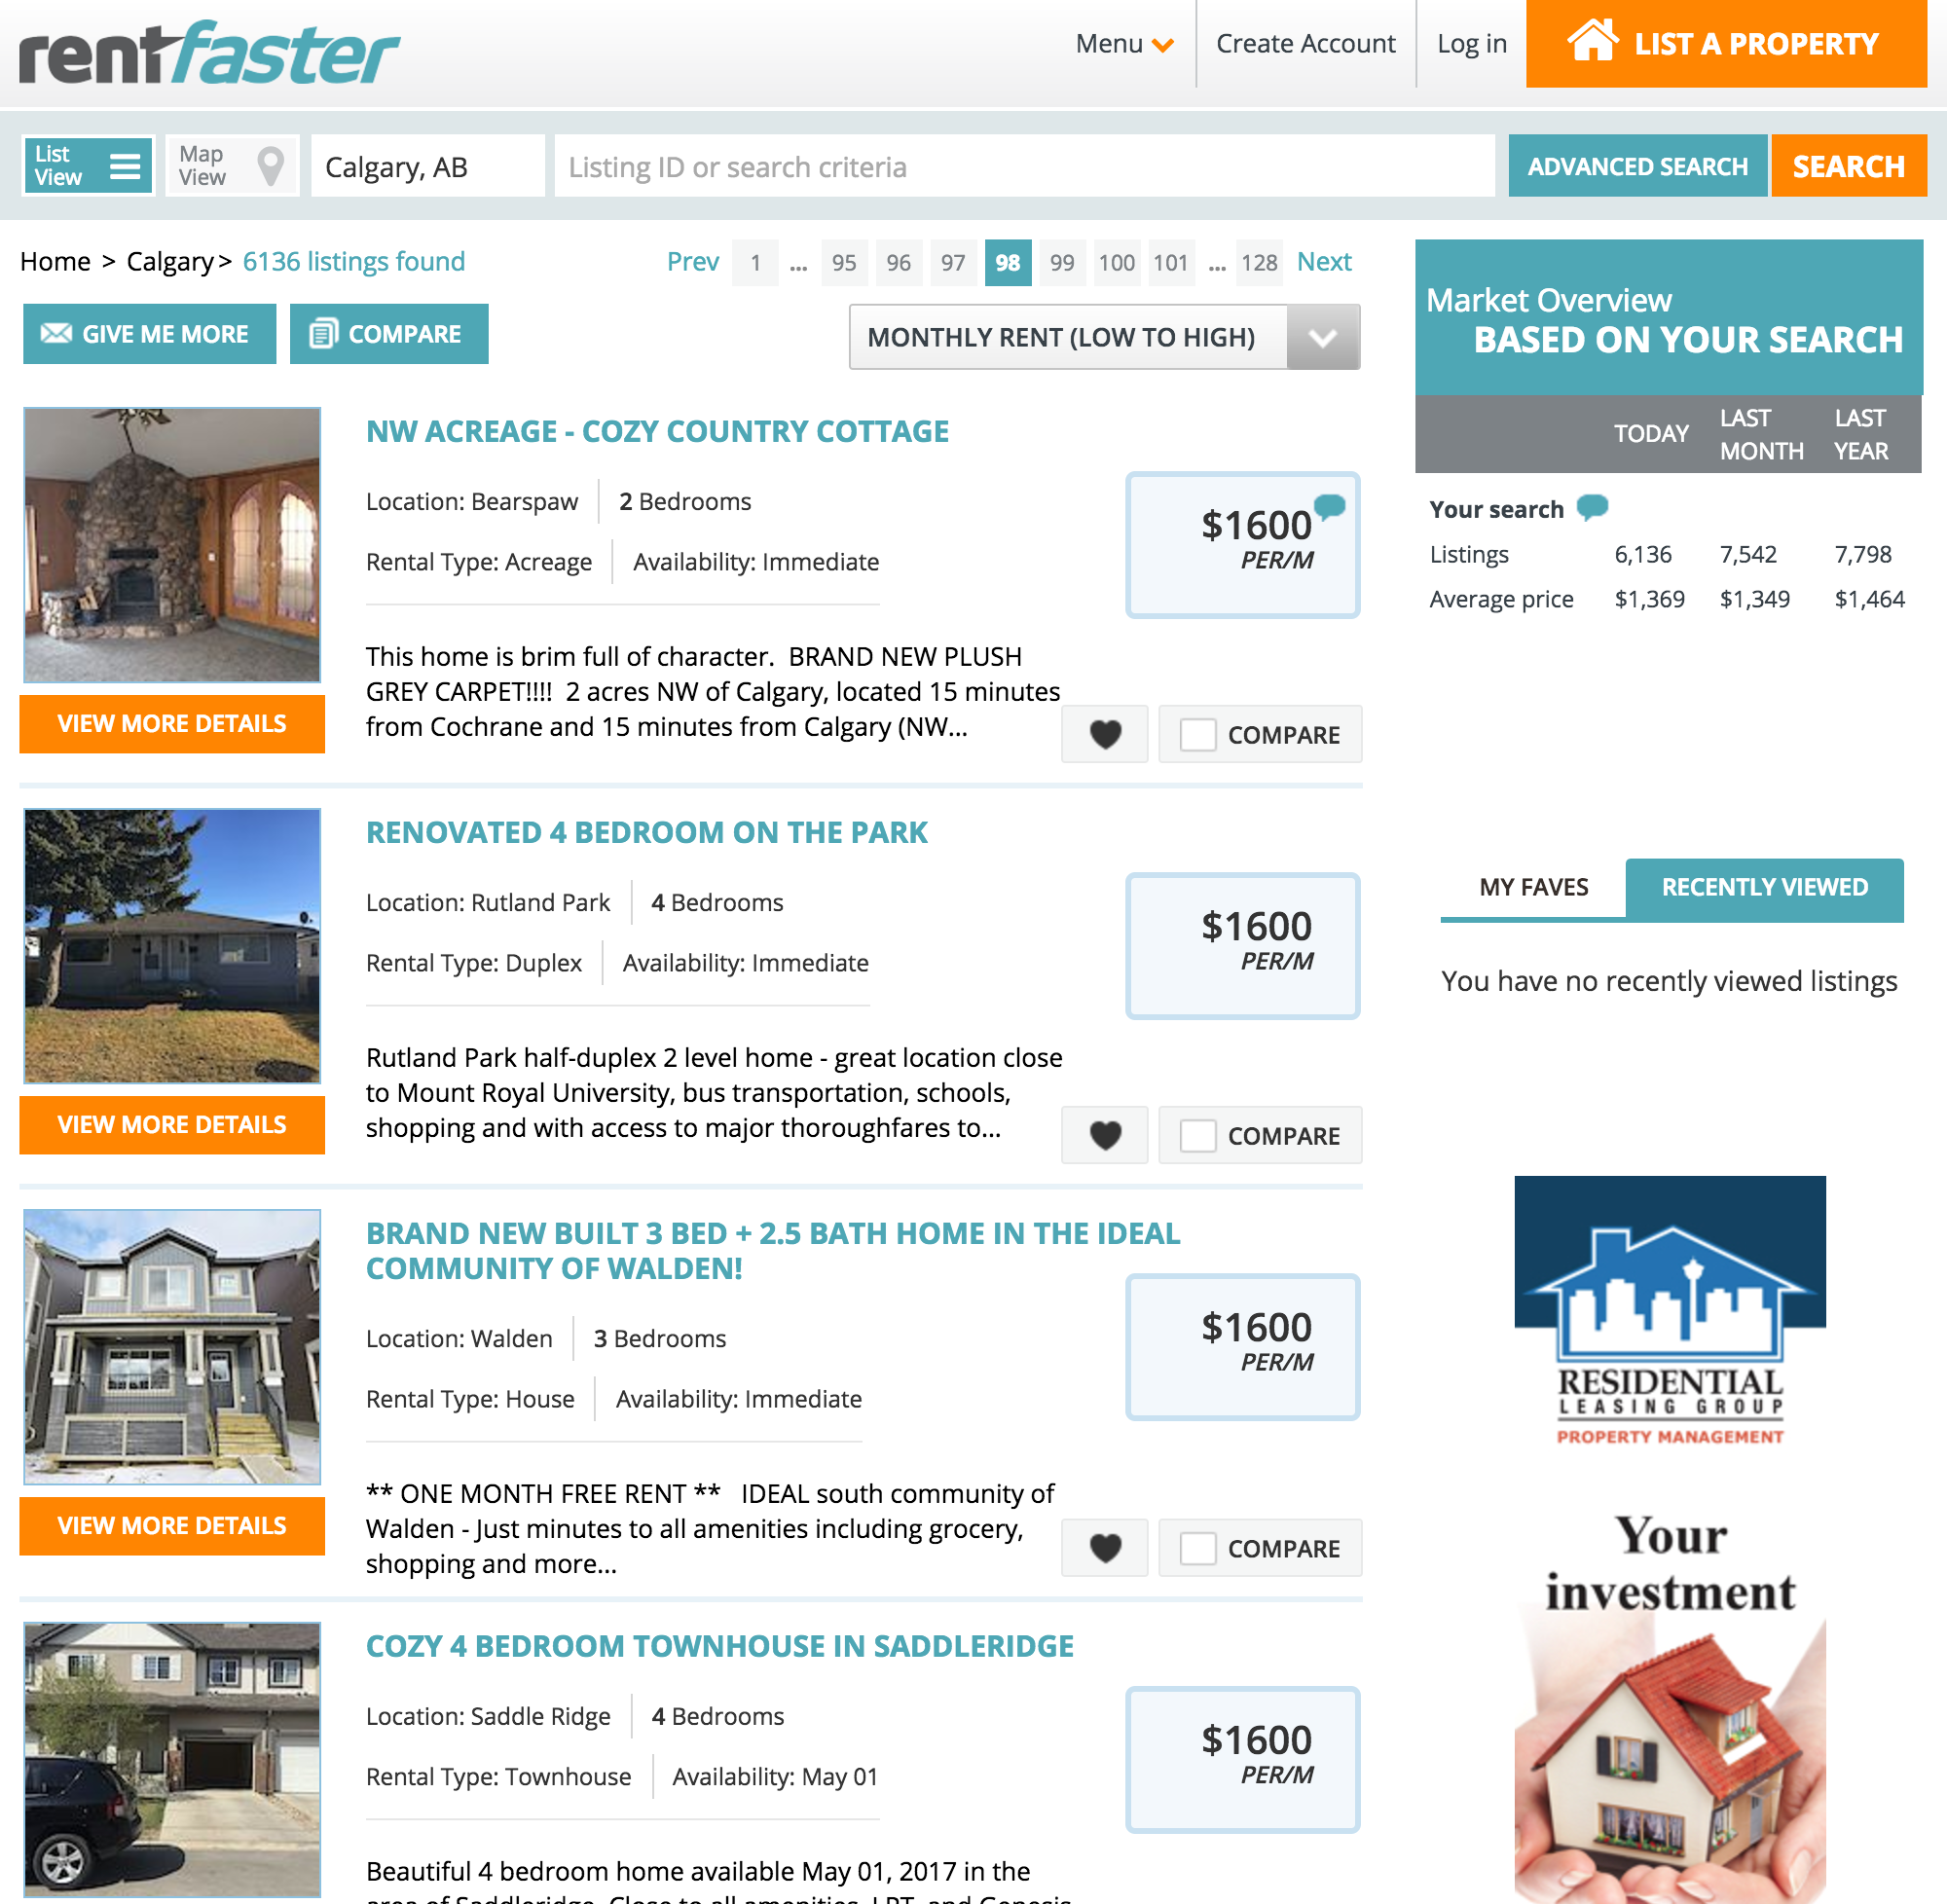 rentfaster
Menu
Create Account
Log in
LIST A PROPERTY
List View
Map View
Calgary, AB
Listing ID or search criteria
ADVANCED SEARCH
SEARCH
Home > Calgary > 6136 listings found
Prev 1 ... 95 96 97 98 99 100 101 ... 128 Next
GIVE ME MORE
COMPARE
MONTHLY RENT (LOW TO HIGH)
NW ACREAGE - COZY COUNTRY COTTAGE
Location: Bearspaw 2 Bedrooms
Rental Type: Acreage Availability: Immediate
$1600
PER/M
This home is brim full of character. BRAND NEW PLUSH
GREY CARPET!!!! 2 acres NW of Calgary, located 15 minutes
from Cochrane and 15 minutes from Calgary (NW...
VIEW MORE DETAILS
COMPARE
RENOVATED 4 BEDROOM ON THE PARK
Location: Rutland Park 4 Bedrooms
Rental Type: Duplex Availability: Immediate
$1600
PER/M
Rutland Park half-duplex 2 level home - great location close
to Mount Royal University, bus transportation, schools,
shopping and with access to major thoroughfares to...
VIEW MORE DETAILS
COMPARE
BRAND NEW BUILT 3 BED + 2.5 BATH HOME IN THE IDEAL
COMMUNITY OF WALDEN!
Location: Walden 3 Bedrooms
Rental Type: House Availability: Immediate
$1600
PER/M
** ONE MONTH FREE RENT ** IDEAL south community of
Walden - Just minutes to all amenities including grocery,
shopping and more...
VIEW MORE DETAILS
COMPARE
COZY 4 BEDROOM TOWNHOUSE IN SADDLERIDGE
Location: Saddle Ridge 4 Bedrooms
Rental Type: Townhouse Availability: May 01
$1600
PER/M
Beautiful 4 bedroom home available May 01, 2017 in the
area of Saddleridge. Close to all amenities, LRT, and Genesis
Market Overview
BASED ON YOUR SEARCH
TODAY LAST MONTH LAST YEAR
Your search
Listings 6,136 7,542 7,798
Average price $1,369 $1,349 $1,464
MY FAVES
RECENTLY VIEWED
You have no recently viewed listings
RESIDENTIAL
LEASING GROUP
PROPERTY MANAGEMENT
Your
investment